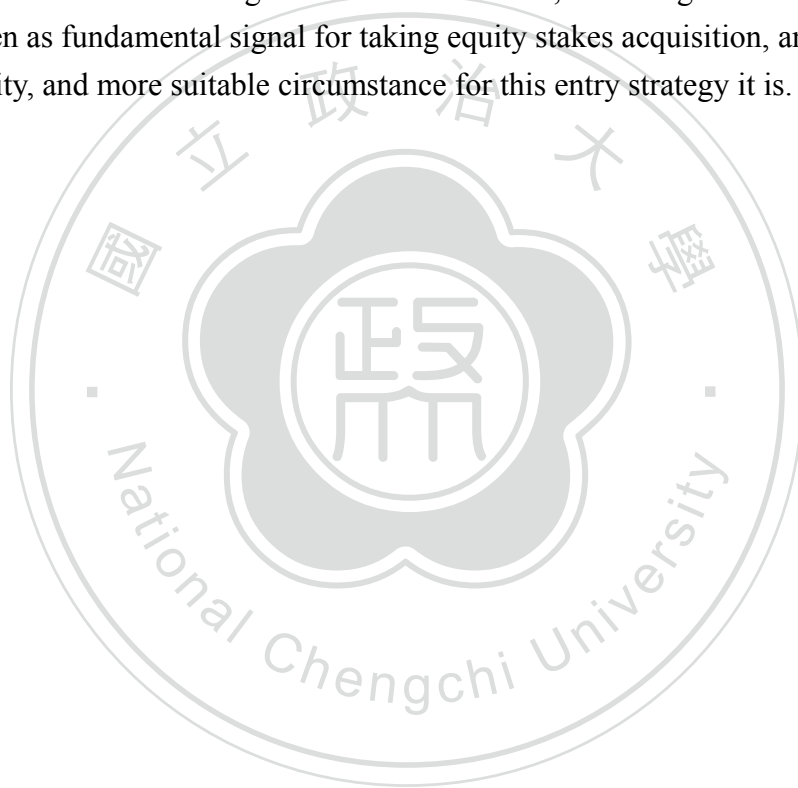 en as fundamental signal for taking equity stakes acquisition, an
ity, and more suitable circumstance for this entry strategy it is.
國立政治大學
政
National Chengchi University